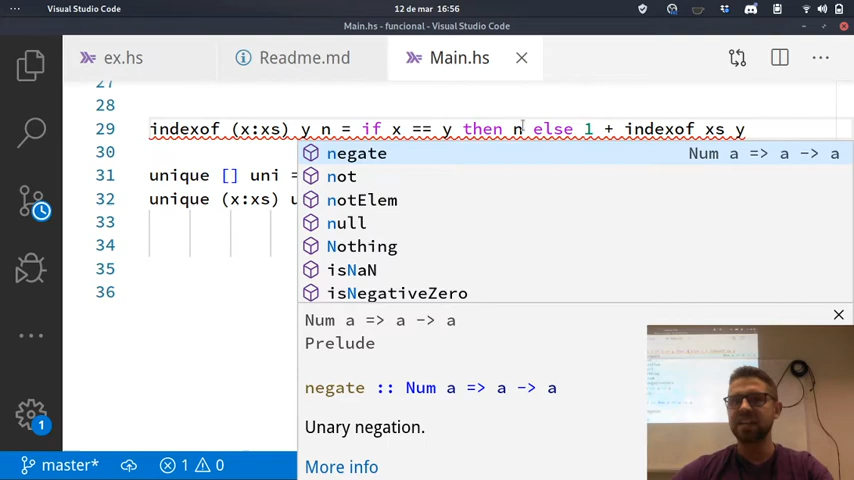 Visual Studio Code
12 de mar 16:56
Main.hs - funcional - Visual Studio Code
ex.hs
Readme.md
Main.hs
27
28
29 indexof (x:xs) y n = if x == y then n else 1 + indexof xs y
30
31 unique [] uni =
32 unique (x:xs) u
33
34
35
36
negate Num a => a -> a
not
notElem
null
Nothing
isNaN
isNegativeZero
Num a => a -> a
Prelude
negate :: Num a => a -> a
Unary negation.
More info
1
master*
1
0